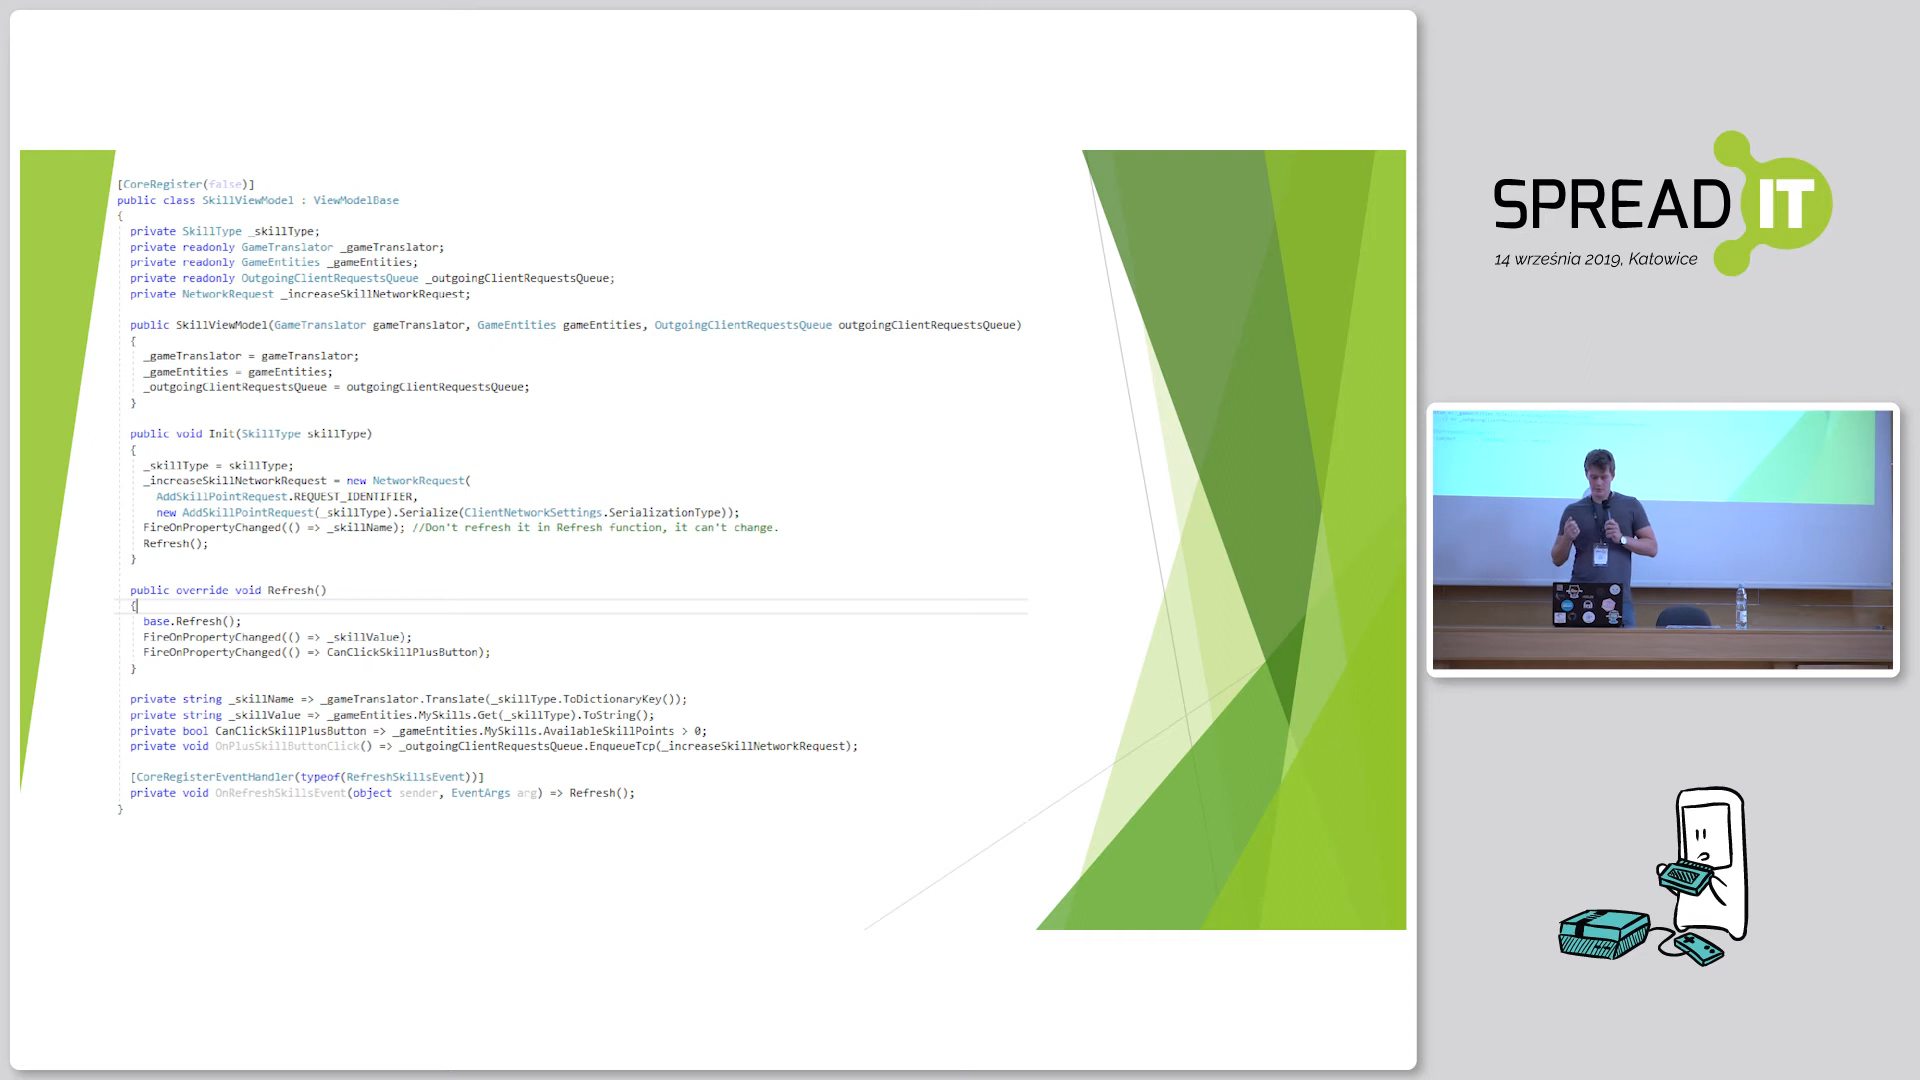 [CoreRegister(false)]
public class SkillViewModel : ViewModelBase
{
private SkillType _skillType;
private readonly GameTranslator _gameTranslator;
private readonly GameEntities _gameEntities;
private readonly OutgoingClientRequestsQueue _outgoingClientRequestsQueue;
private NetworkRequest _increaseSkillNetworkRequest;
public SkillViewModel(GameTranslator gameTranslator, GameEntities gameEntities, OutgoingClientRequestsQueue outgoingClientRequestsQueue)
{
_gameTranslator = gameTranslator;
_gameEntities = gameEntities;
_outgoingClientRequestsQueue = outgoingClientRequestsQueue;
}
public void Init(SkillType skillType)
{
_skillType = skillType;
_increaseSkillNetworkRequest = new NetworkRequest(
AddSkillPointRequest.REQUEST_IDENTIFIER,
new AddSkillPointRequest(_skillType).Serialize(ClientNetworkSettings.SerializationType));
FireOnPropertyChanged(() => _skillName); //Don't refresh it in Refresh function, it can't change.
Refresh();
}
public override void Refresh()
{
base.Refresh();
FireOnPropertyChanged(() => _skillValue);
FireOnPropertyChanged(() => CanClickSkillPlusButton);
}
private string _skillName => _gameTranslator.Translate(_skillType.ToDictionaryKey());
private string _skillValue => _gameEntities.MySkills.Get(_skillType).ToString();
private bool CanClickSkillPlusButton => _gameEntities.MySkills.AvailableSkillPoints > 0;
private void OnPlusSkillButtonClick() => _outgoingClientRequestsQueue.EnqueueTcp(_increaseSkillNetworkRequest);
[CoreRegisterEventHandler(typeof(RefreshSkillsEvent))]
private void OnRefreshSkillsEvent(object sender, EventArgs arg) => Refresh();
}
SPREAD IT
14 września 2019, Katowice